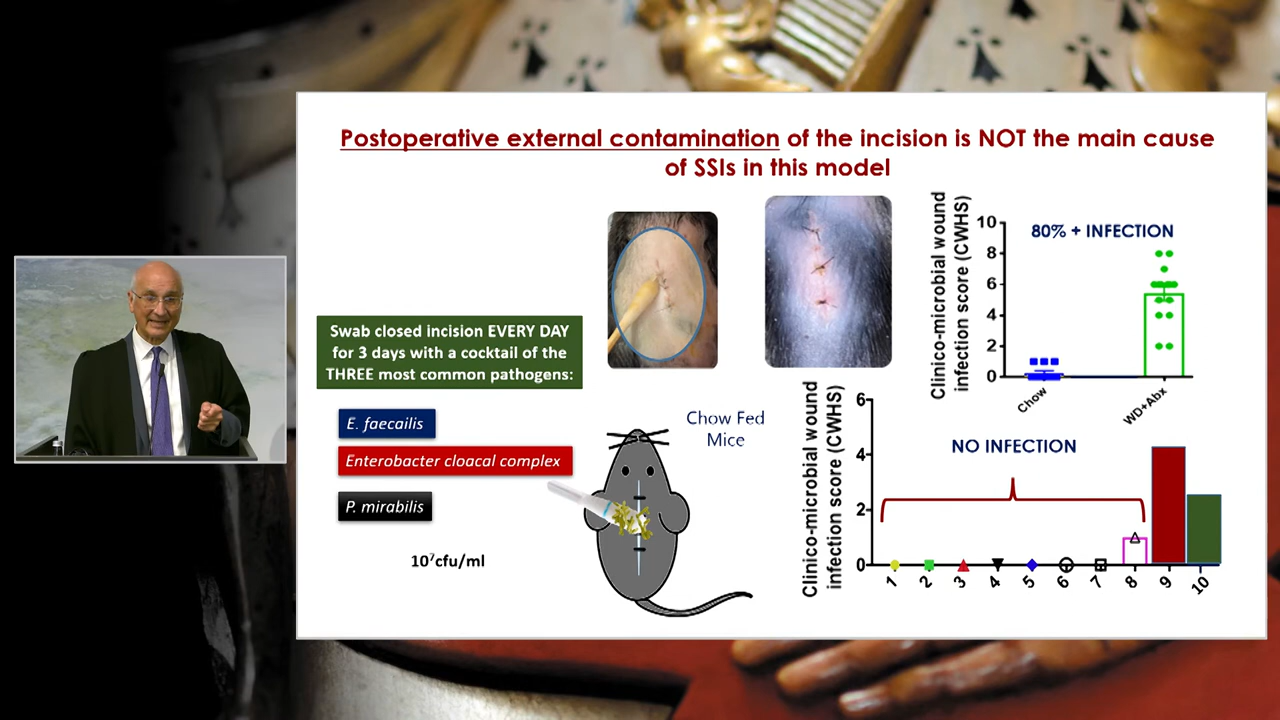 Postoperative external contamination of the incision is NOT the main cause
of SSIs in this model
Swab closed incision EVERY DAY
for 3 days with a cocktail of the
THREE most common pathogens:
E. faecailis
Enterobacter cloacal complex
P. mirabilis
10⁷cfu/ml
Chow Fed
Mice
Clinico-microbial wound
infection score (CWHS)
10
8
6
4
2
0
80% + INFECTION
Chow
WD+Abx
Clinico-microbial wound
infection score (CWHS)
6
4
2
0
NO INFECTION
1 2 3 4 5 6 7 8 9 10